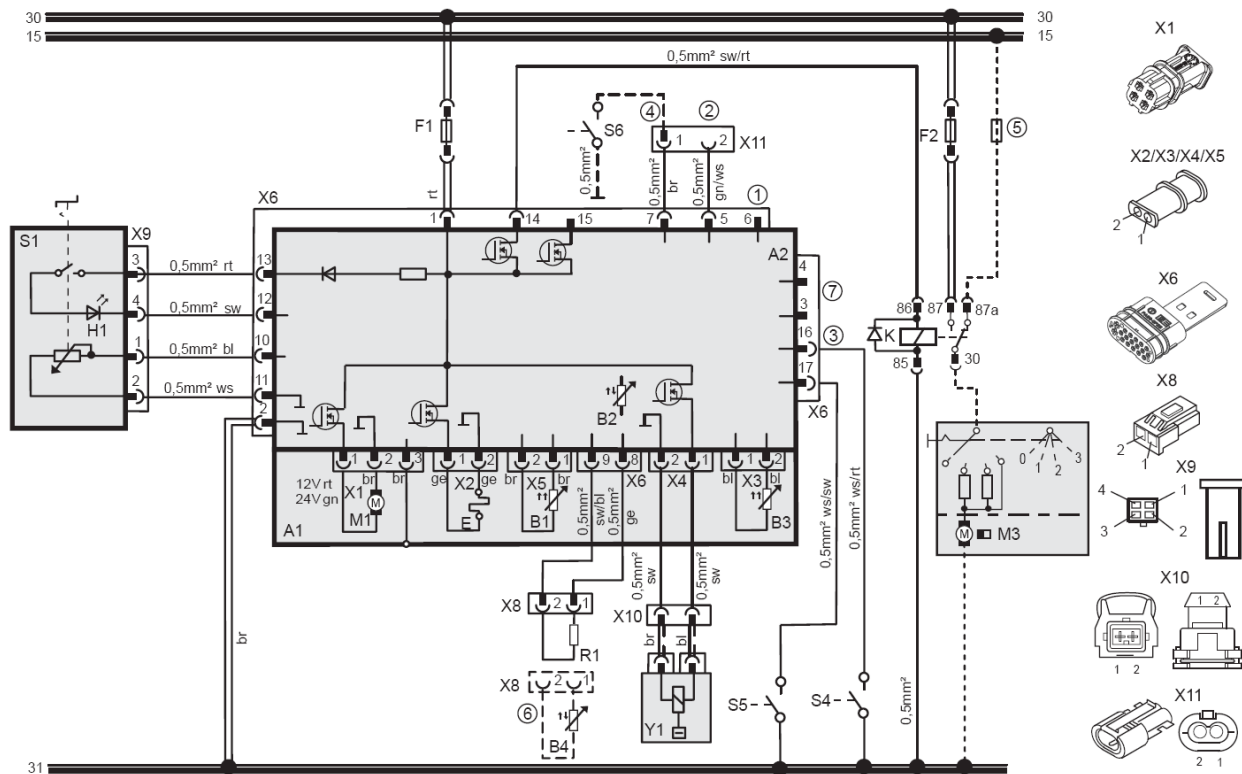 30
30
15
15
X1
0,5mm² sw/rt
F1
S6
4
2
1
2
X11
F2
5
0,5mm²
0,5mm²
br
0,5mm²
gn/ws
rt
X2/X3/X4/X5
2
1
X6
1
14
15
7
5
6
1
S1
X9
3
0,5mm² rt
13
A2
4
7
H1
4
0,5mm² sw
12
3
86
87
87a
X6
1
0,5mm² bl
10
16
3
K
2
0,5mm² ws
11
17
85
30
2
B2
X6
X8
2
1
0
1
2
3
1
2
3
1
2
2
1
9
8
2
1
1
2
12V rt
24V gn
X1
br
br
ge
X2
ge
br
X5
br
X6
X4
bl
X3
bl
M1
M
E
B1
0,5mm²
sw/bl
0,5mm²
ge
B3
A1
X9
4
1
3
2
M
M3
0,5mm² ws/sw
0,5mm² ws/rt
0,5mm²
sw
0,5mm²
sw
X8
2
1
X10
R1
br
bl
br
X10
1 2
1 2
X8
2
1
6
B4
Y1
S5
S4
0,5mm²
X11
2 1
31